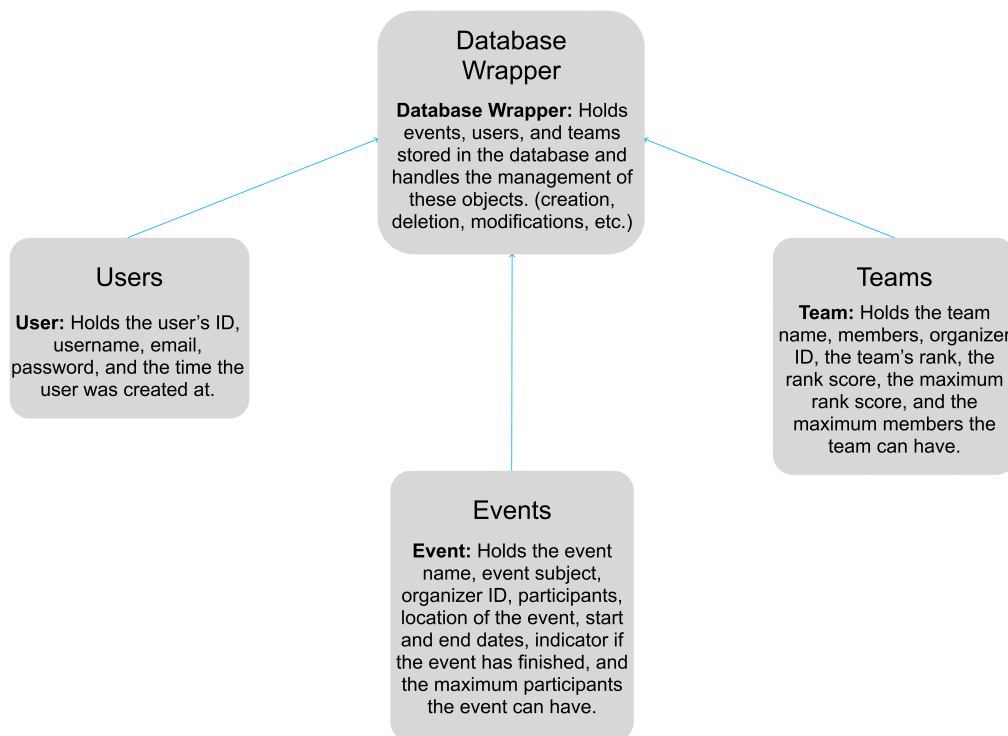 Database
Wrapper
Database Wrapper: Holds
events, users, and teams
stored in the database and
handles the management of
these objects. (creation,
deletion, modifications, etc.)
Users
User: Holds the user's ID,
username, email,
password, and the time the
user was created at.
Teams
Team: Holds the team
name, members, organizer
ID, the team's rank, the
rank score, the maximum
rank score, and the
maximum members the
team can have.
Events
Event: Holds the event
name, event subject,
organizer ID, participants,
location of the event, start
and end dates, indicator if
the event has finished, and
the maximum participants
the event can have.